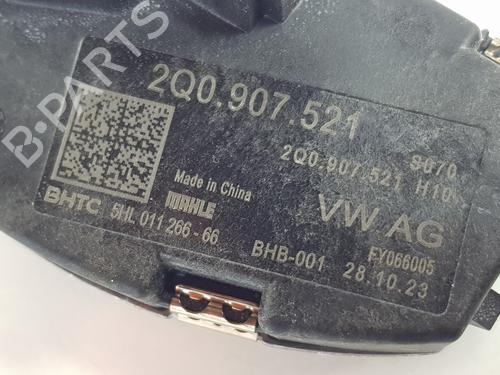 B-PARTS
2Q0.907.521
S070
2Q0.907.521 H10
Made in China
MAHLE
VW AG
BHTC 5HL 011 266-66
EY066005
BHB-001 28.10.23